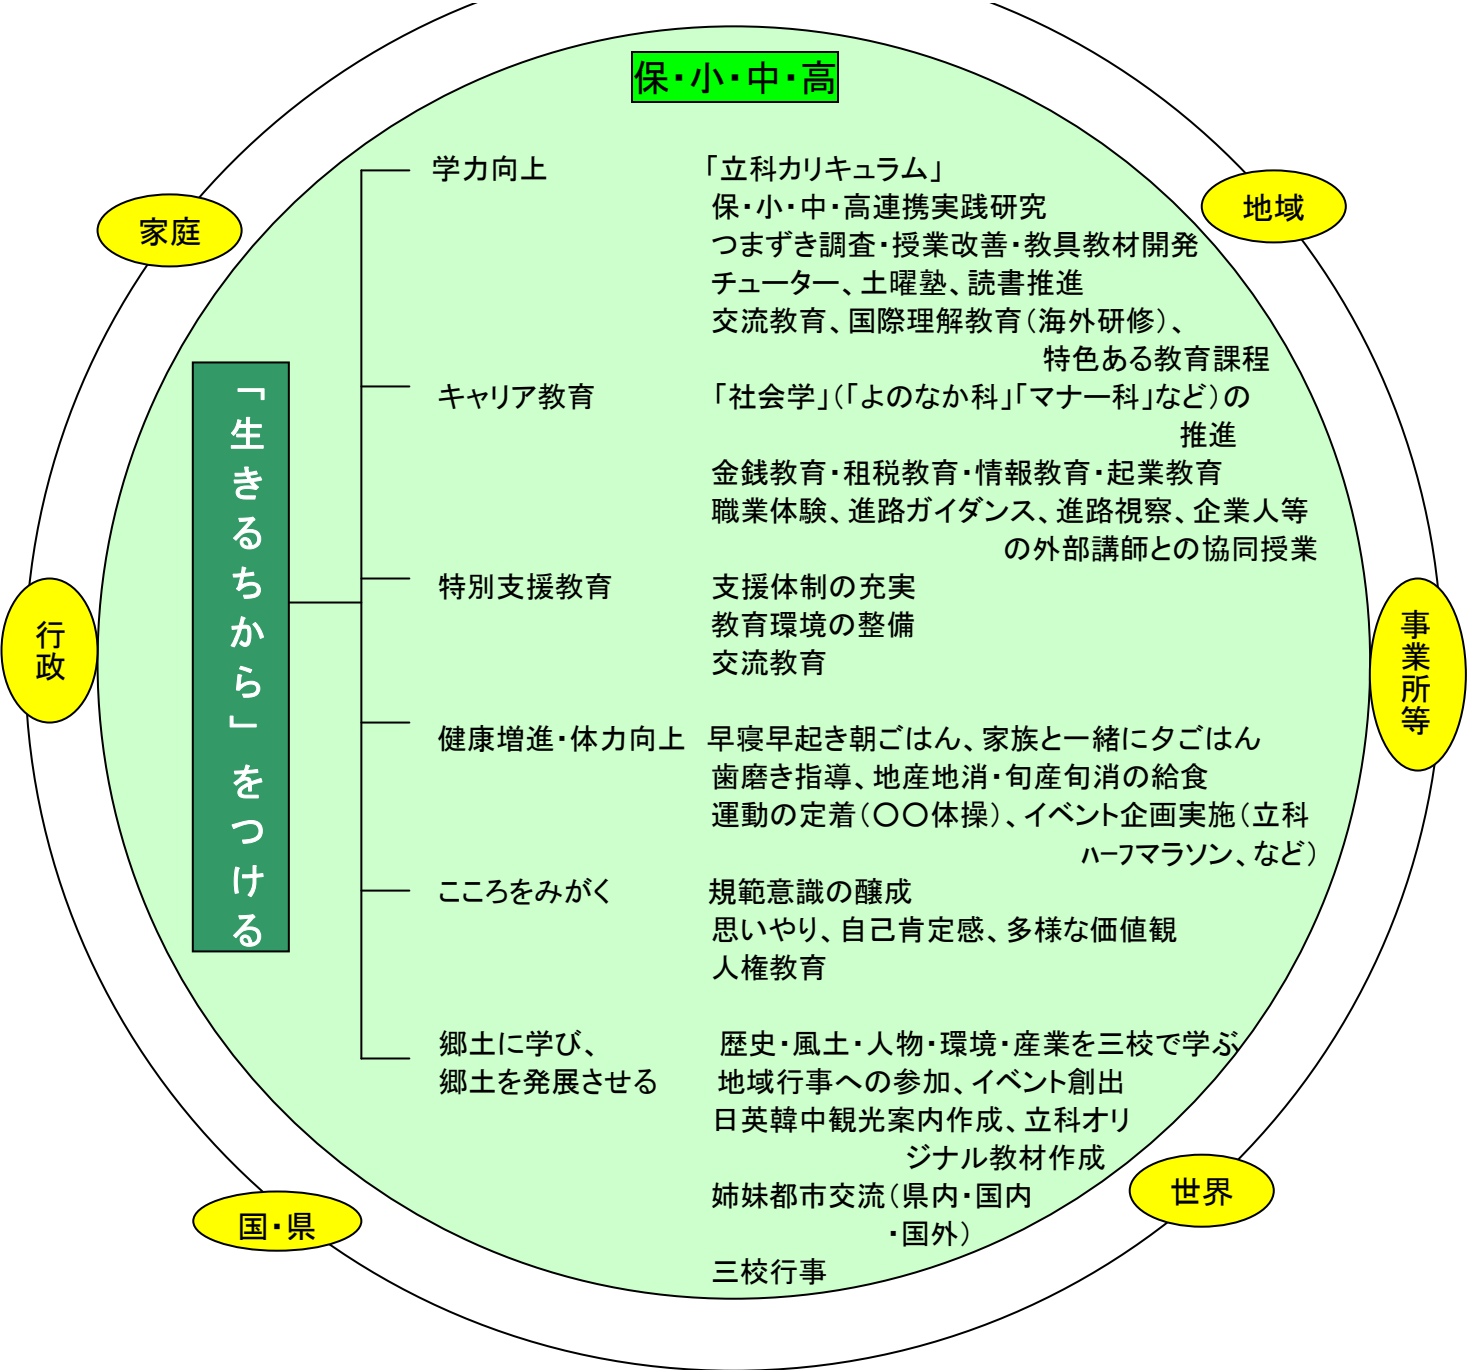 保・小・中・高
家庭
地域
行政
事業所等
国・県
世界
「生きるちから」をつける
学力向上
「立科カリキュラム」
保・小・中・高連携実践研究
つまずき調査・授業改善・教具教材開発
チューター、土曜塾、読書推進
交流教育、国際理解教育（海外研修）、
特色ある教育課程
キャリア教育
「社会学」（「よのなか科」「マナー科」など）の
推進
金銭教育・租税教育・情報教育・起業教育
職業体験、進路ガイダンス、進路視察、企業人等
の外部講師との協同授業
特別支援教育
支援体制の充実
教育環境の整備
交流教育
健康増進・体力向上
早寝早起き朝ごはん、家族と一緒に夕ごはん
歯磨き指導、地産地消・旬産旬消の給食
運動の定着（〇〇体操）、イベント企画実施（立科
ﾊｰﾌマラソン、など）
こころをみがく
規範意識の醸成
思いやり、自己肯定感、多様な価値観
人権教育
郷土に学び、
郷土を発展させる
歴史・風土・人物・環境・産業を三校で学ぶ
地域行事への参加、イベント創出
日英韓中観光案内作成、立科オリ
ジナル教材作成
姉妹都市交流（県内・国内
・国外）
三校行事